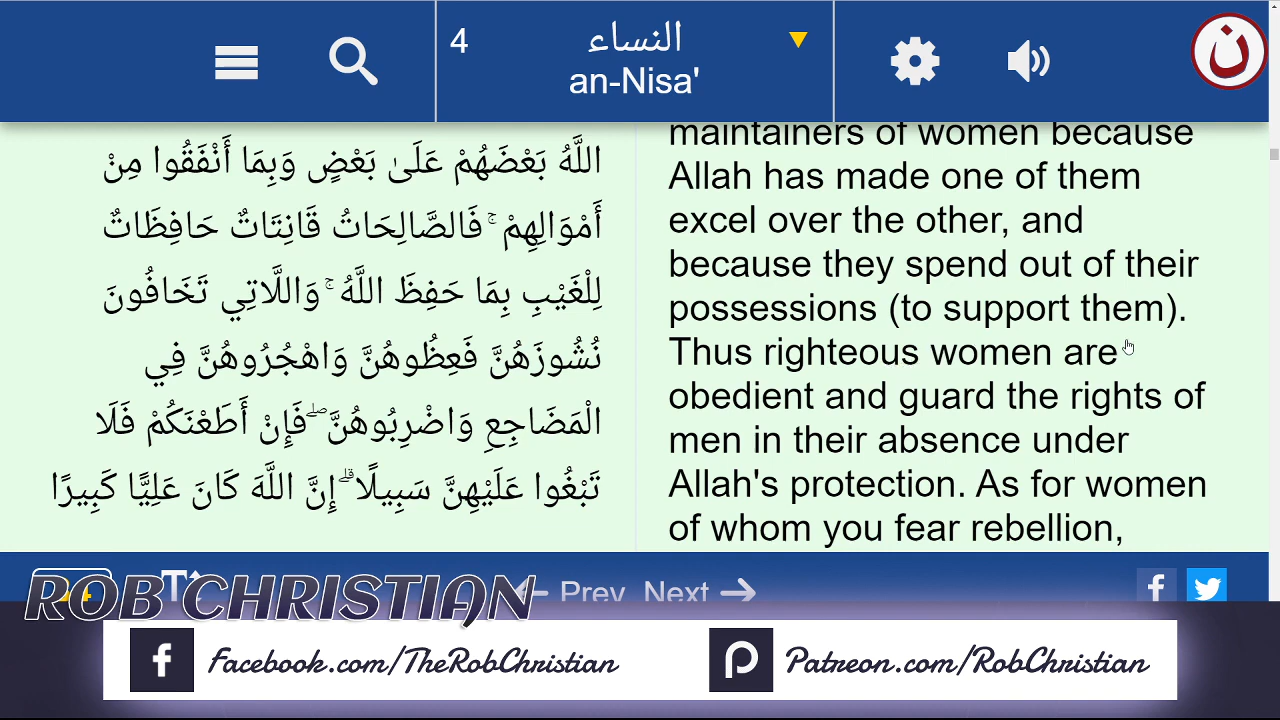 4
النساء
an-Nisa'
ن
اللَّهُ بَعْضَهُمْ عَلَىٰ بَعْضٍ وَبِمَا أَنْفَقُوا مِنْ
أَمْوَالِهِمْ ۚ فَالصَّالِحَاتُ قَانِتَاتٌ حَافِظَاتٌ
لِلْغَيْبِ بِمَا حَفِظَ اللَّهُ ۚ وَاللَّاتِي تَخَافُونَ
نُشُوزَهُنَّ فَعِظُوهُنَّ وَاهْجُرُوهُنَّ فِي
الْمَضَاجِعِ وَاضْرِبُوهُنَّ ۖ فَإِنْ أَطَعْنَكُمْ فَلَا
تَبْغُوا عَلَيْهِنَّ سَبِيلًا ۗ إِنَّ اللَّهَ كَانَ عَلِيًّا كَبِيرًا
maintainers of women because
Allah has made one of them
excel over the other, and
because they spend out of their
possessions (to support them).
Thus righteous women are
obedient and guard the rights of
men in their absence under
Allah's protection. As for women
of whom you fear rebellion,
Prev Next
ROB CHRISTIAN
Facebook.com/TheRobChristian
Patreon.com/RobChristian